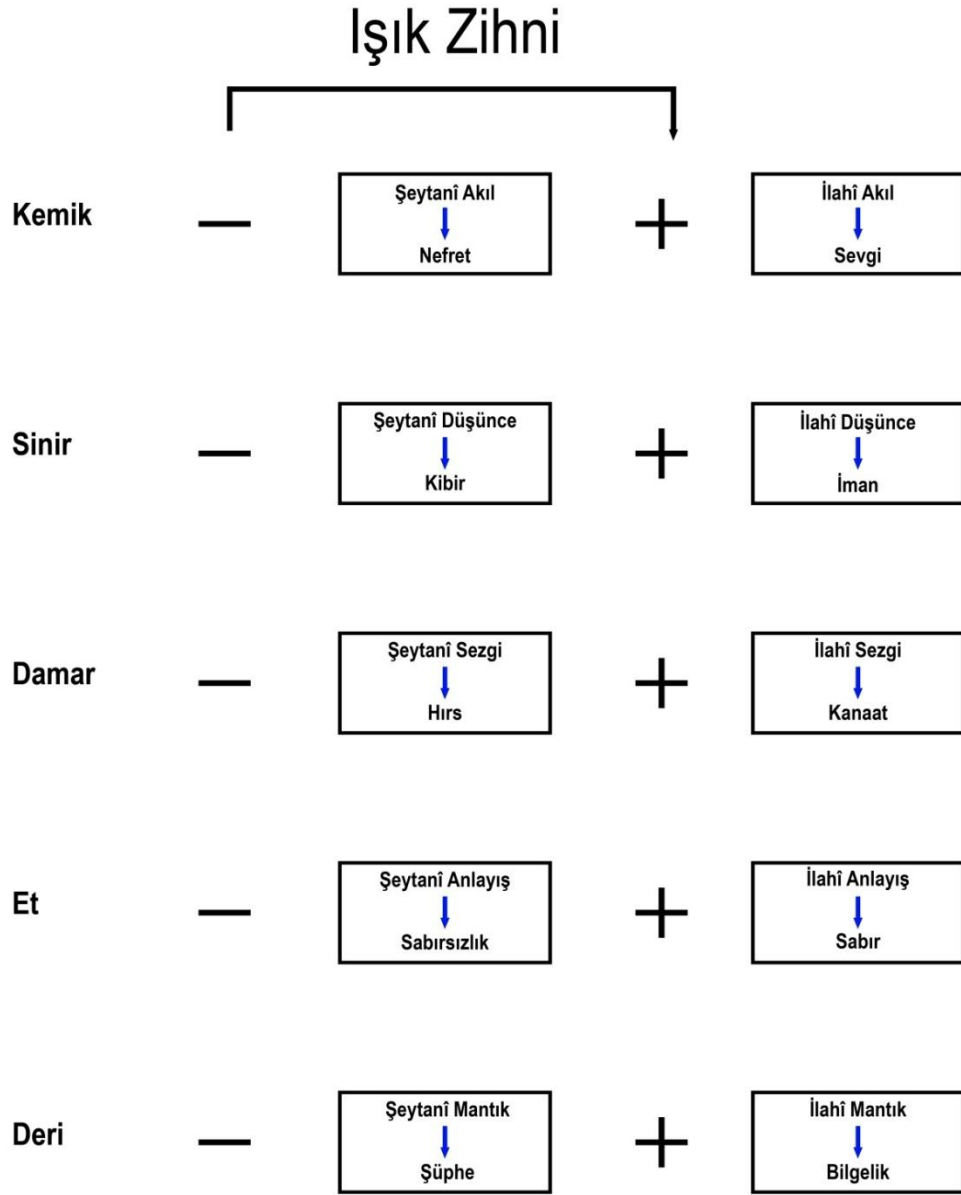 Işık Zihni
Kemik
Şeytanî Akıl
Nefret
İlahî Akıl
Sevgi
Sinir
Şeytanî Düşünce
Kibir
İlahî Düşünce
İman
Damar
Şeytanî Sezgi
Hırs
İlahî Sezgi
Kanaat
Et
Şeytanî Anlayış
Sabırsızlık
İlahî Anlayış
Sabır
Deri
Şeytanî Mantık
Şüphe
İlahî Mantık
Bilgelik